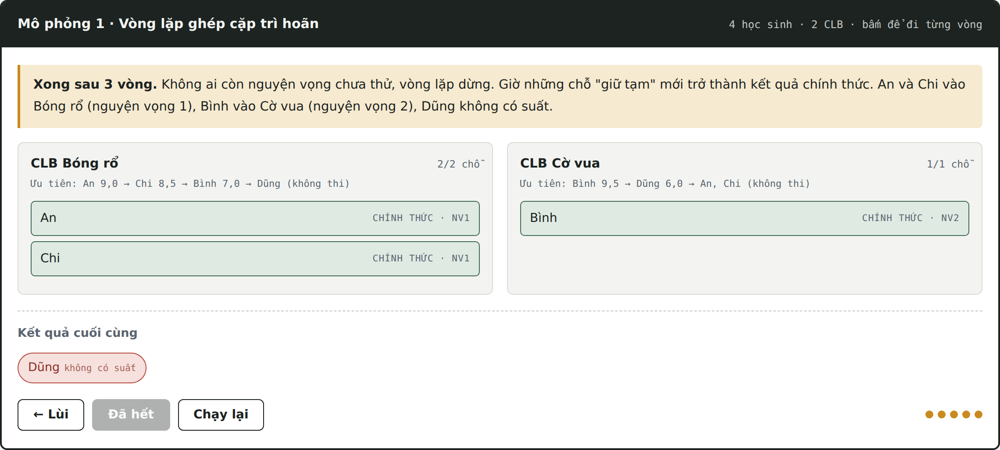 Mô phỏng 1 · Vòng lặp ghép cặp trì hoãn
4 học sinh · 2 CLB · bấm để đi từng vòng
Xong sau 3 vòng. Không ai còn nguyện vọng chưa thử, vòng lặp dừng. Giờ những chỗ "giữ tạm" mới trở thành kết quả chính thức. An và Chi vào
Bóng rổ (nguyện vọng 1), Bình vào Cờ vua (nguyện vọng 2), Dũng không có suất.
CLB Bóng rổ
2/2 chỗ
Ưu tiên: An 9,0 → Chi 8,5 → Bình 7,0 → Dũng (không thi)
An
CHÍNH THỨC · NV1
Chi
CHÍNH THỨC · NV1
CLB Cờ vua
1/1 chỗ
Ưu tiên: Bình 9,5 → Dũng 6,0 → An, Chi (không thi)
Bình
CHÍNH THỨC · NV2
Kết quả cuối cùng
Dũng không có suất
← Lùi
Đã hết
Chạy lại